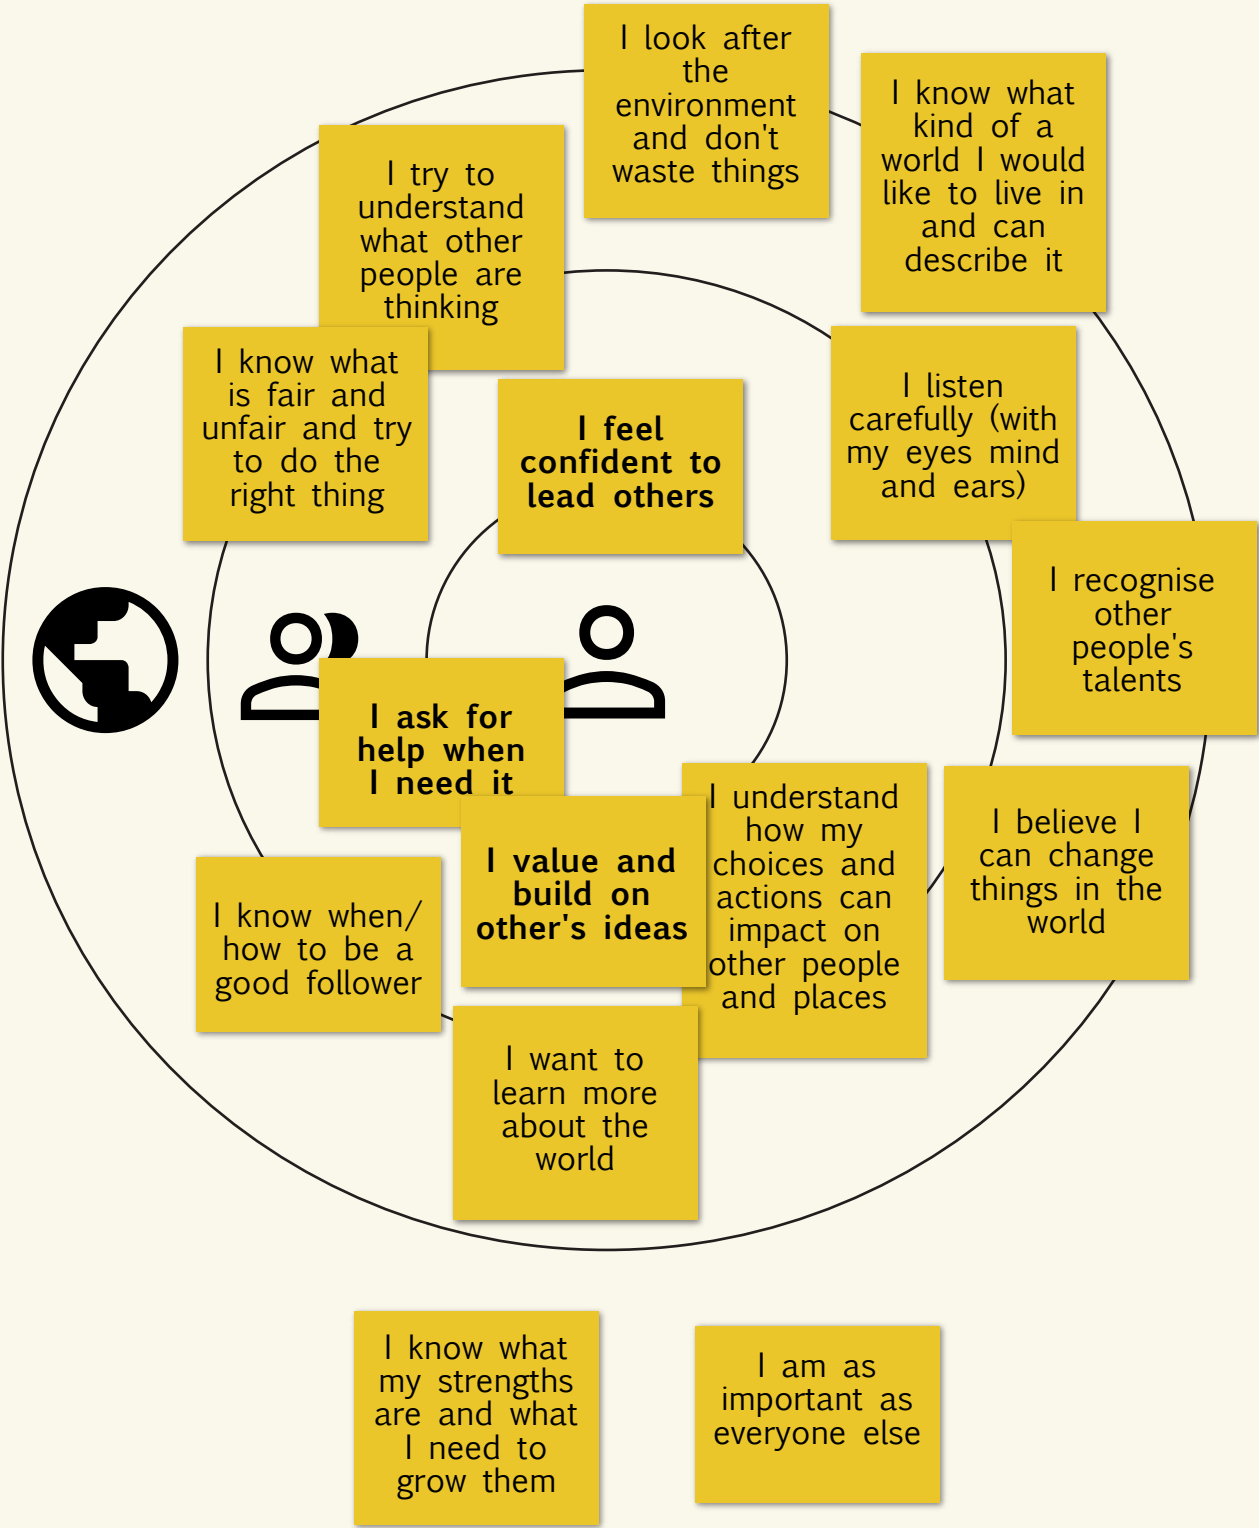 I look after
the
environment
and don't
waste things
I know what
kind of a
world I would
like to live in
and can
describe it
I try to
understand
what other
people are
thinking
I know what
is fair and
unfair and try
to do the
right thing
I feel
confident to
lead others
I listen
carefully (with
my eyes mind
and ears)
I recognise
other
people's
talents
I ask for
help when
I need it
I value and
build on
other's ideas
I understand
how my
choices and
actions can
impact on
other people
and places
I believe I
can change
things in the
world
I know when/
how to be a
good follower
I want to
learn more
about the
world
I know what
my strengths
are and what
I need to
grow them
I am as
important as
everyone else